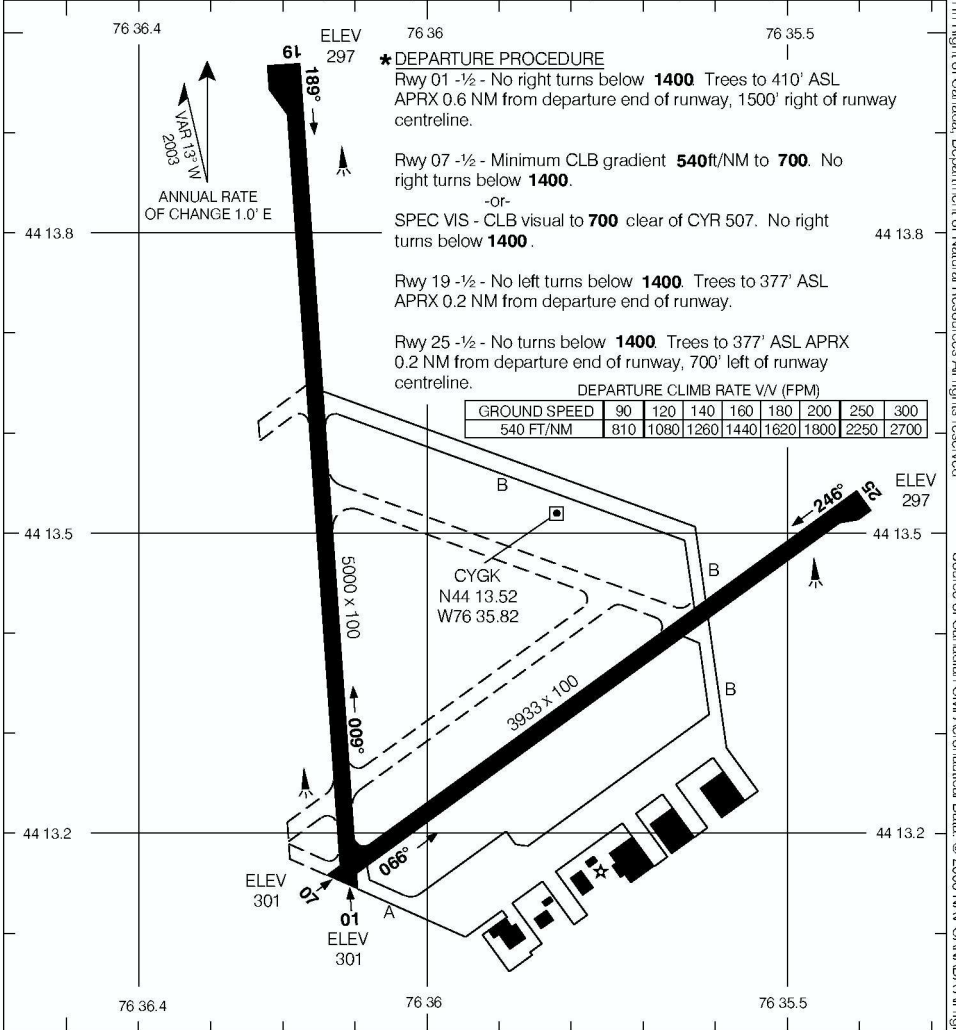 76 36.4
76 36
76 35.5
19
ELEV
297
189°
* DEPARTURE PROCEDURE
Rwy 01 -½ - No right turns below 1400. Trees to 410' ASL
APRX 0.6 NM from departure end of runway, 1500' right of runway
centreline.
Rwy 07 -½ - Minimum CLB gradient 540ft/NM to 700. No
right turns below 1400.
-or-
SPEC VIS - CLB visual to 700 clear of CYR 507. No right
turns below 1400.
Rwy 19 -½ - No left turns below 1400. Trees to 377' ASL
APRX 0.2 NM from departure end of runway.
Rwy 25 -½ - No turns below 1400. Trees to 377' ASL APRX
0.2 NM from departure end of runway, 700' left of runway
centreline.
VAR 13° W
2003
ANNUAL RATE
OF CHANGE 1.0' E
44 13.8
44 13.8
DEPARTURE CLIMB RATE V/V (FPM)
GROUND SPEED 90 120 140 160 180 200 250 300
540 FT/NM 810 1080 1260 1440 1620 1800 2250 2700
B
246°
25
ELEV
297
44 13.5
44 13.5
CYGK
N44 13.52
W76 35.82
B
5000 x 100
B
3933 x 100
009°
44 13.2
44 13.2
066°
ELEV
301
07
01
ELEV
301
A
76 36.4
76 36
76 35.5